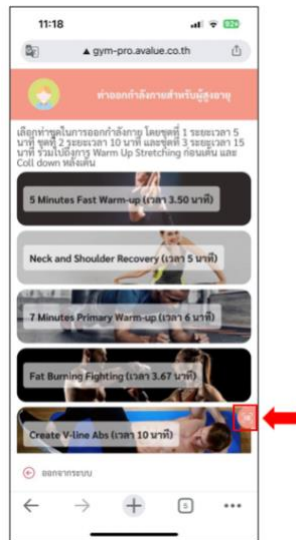 11:18
92
gym-pro.avalue.co.th
ท่าออกกำลังกายสำหรับผู้สูงอายุ
เลือกท่าชุดในการออกกำลังกาย โดยชุดที่ 1 ระยะเวลา 5
นาที ชุดที่ 2 ระยะเวลา 10 นาที และชุดที่ 3 ระยะเวลา 15
นาที รวมไปถึงการ Warm Up Stretching ก่อนเต้น และ
Coll down หลังเต้น
5 Minutes Fast Warm-up (เวลา 3.50 นาที)
Neck and Shoulder Recovery (เวลา 5 นาที)
7 Minutes Primary Warm-up (เวลา 6 นาที)
Fat Burning Fighting (เวลา 3.67 นาที)
Create V-line Abs (เวลา 10 นาที)
ออกจากระบบ
5